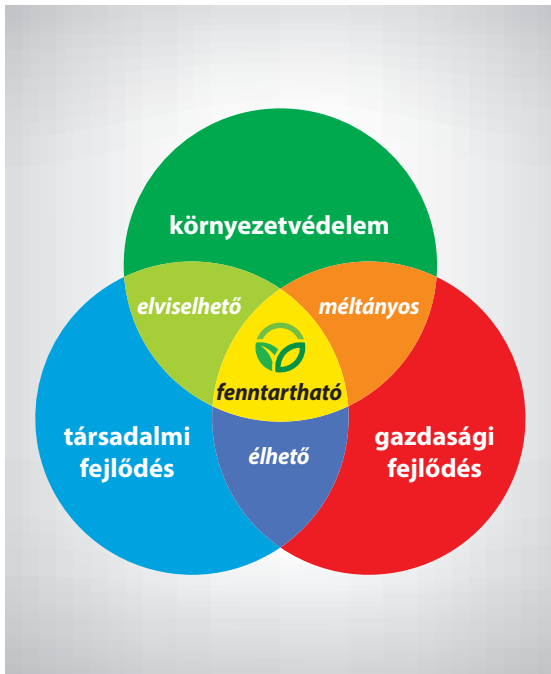 környezetvédelem
elviselhető
méltányos
fenntartható
társadalmi
fejlődés
élhető
gazdasági
fejlődés